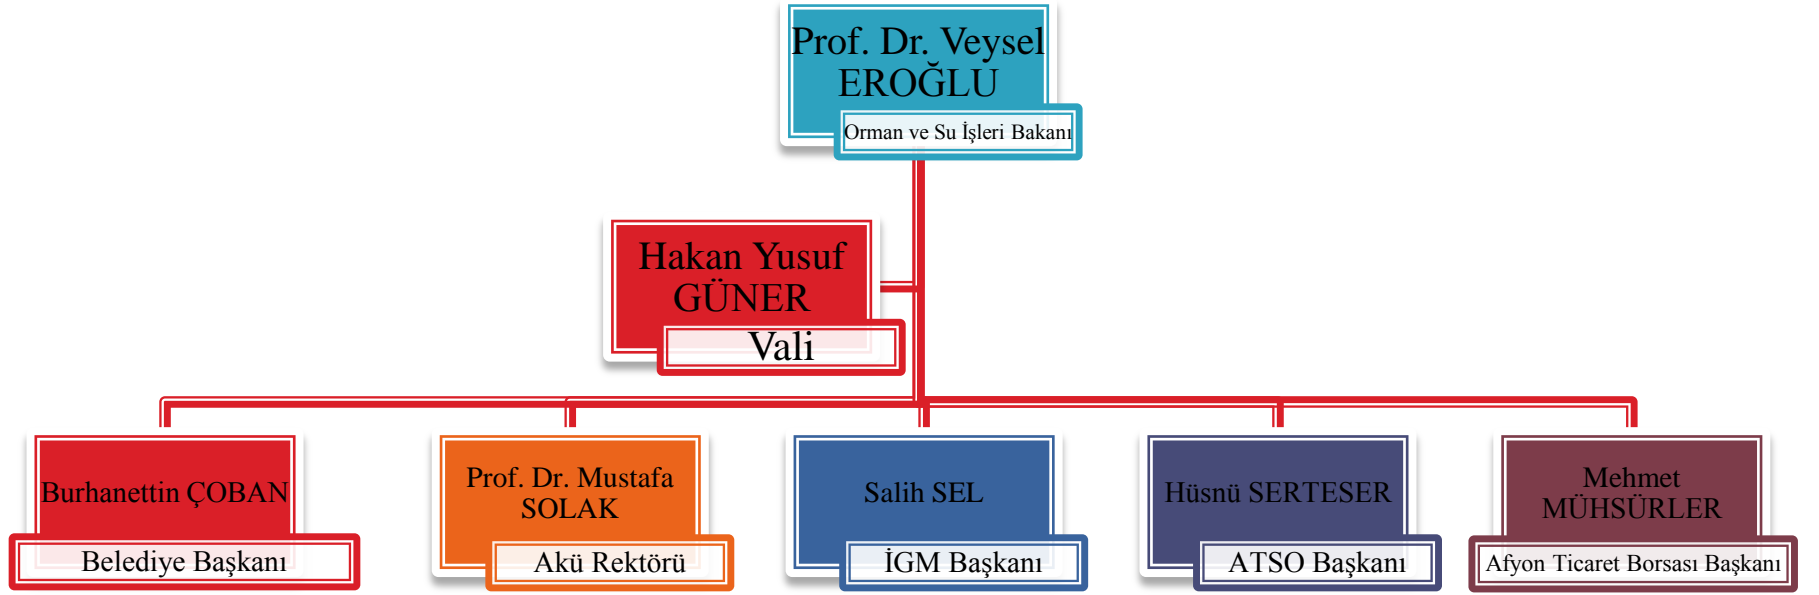 Prof. Dr. Veysel
EROĞLU
Orman ve Su İşleri Bakanı
Hakan Yusuf
GÜNER
Vali
Burhanettin ÇOBAN
Belediye Başkanı
Prof. Dr. Mustafa
SOLAK
Akü Rektörü
Salih SEL
İGM Başkanı
Hüsnü SERTESER
ATSO Başkanı
Mehmet
MÜHSÜRLER
Afyon Ticaret Borsası Başkanı